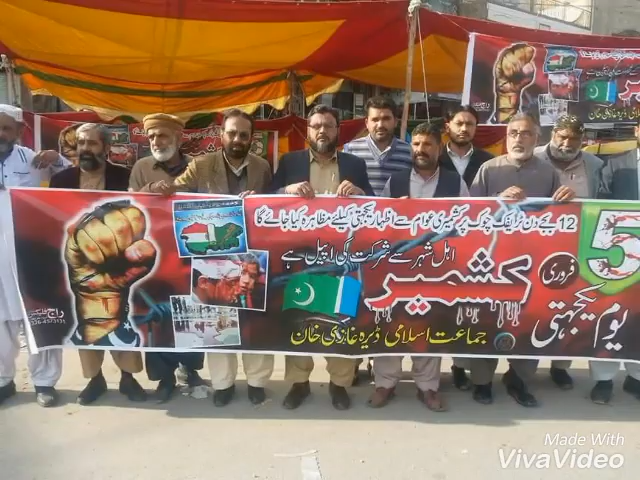 12 بجے دن ٹریفک چوک پر کشمیری عوام سے اظہار یکجہتی کیلئے مظاہرہ کیا جائے گا
اہل شہر سے شرکت کی اپیل ہے
5
فروری
یوم یکجہتی
کشمیر
جماعت اسلامی ڈیرہ غازی خان
Made With
VivaVideo